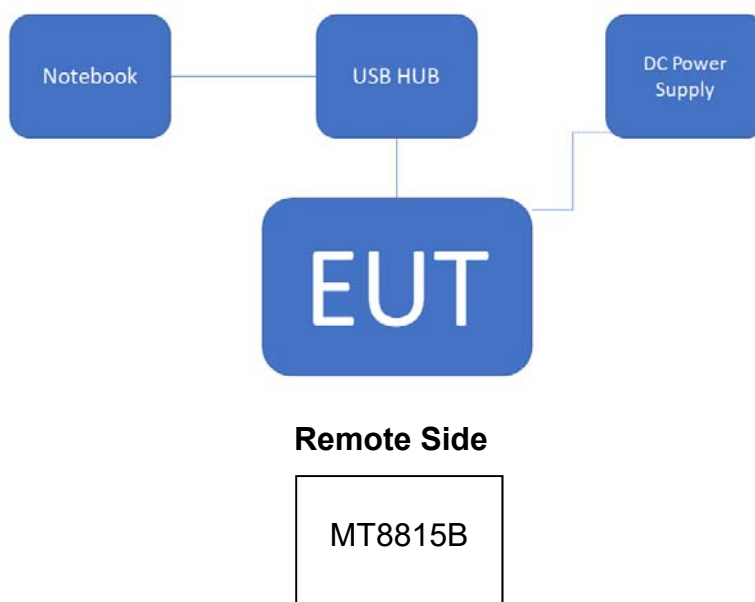 Notebook
USB HUB
DC Power
Supply
EUT
Remote Side
MT8815B